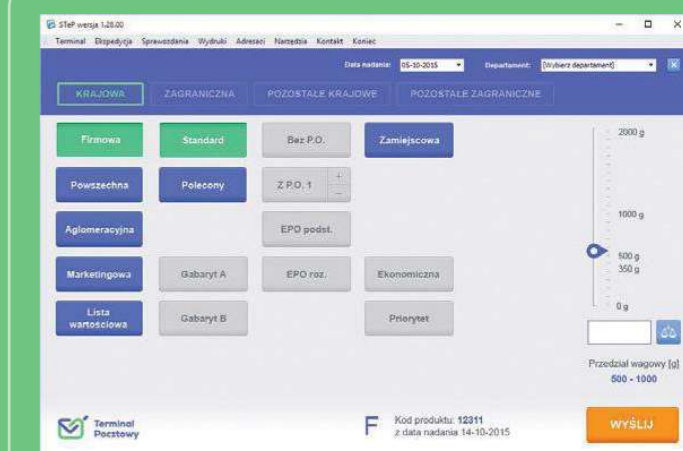 STeP wersja 1.28.00
Terminal Ekspedycja Sprawozdania Wydruki Adresaci Narzędzia Kontakt Koniec
Data nadania: 05-10-2015 Departament: [Wybierz departament]
KRAJOWA ZAGRANICZNA POZOSTAŁE KRAJOWE POZOSTAŁE ZAGRANICZNE
Firmowa Standard Bez P.O. Zamiejscowa
Powszechna Polecony Z P.O. 1 + -
Aglomeracyjna EPO podst.
Marketingowa Gabaryt A EPO roz. Ekonomiczna
Lista
wartościowa Gabaryt B Priorytet
2000 g
1000 g
500 g
350 g
0 g
Przedział wagowy [g]
500 - 1000
Terminal
Pocztowy
F Kod produktu: 12311
z data nadania 14-10-2015
WYŚLIJ